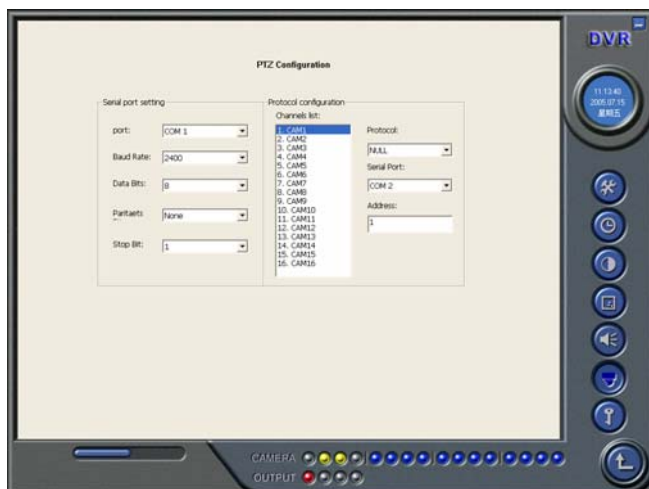 DVR
PTZ Configuration
11:13:40
2005.07.15
星期五
Serial port setting
port:
COM 1
Baud Rate:
2400
Data Bits:
8
Paritaets
None
Stop Bit:
1
Protocol configuration
Channels list:
1. CAM1
2. CAM2
3. CAM3
4. CAM4
5. CAM5
6. CAM6
7. CAM7
8. CAM8
9. CAM9
10. CAM10
11. CAM11
12. CAM12
13. CAM13
14. CAM14
15. CAM15
16. CAM16
Protocol:
NULL
Serial Port:
COM 2
Address:
1
CAMERA
OUTPUT